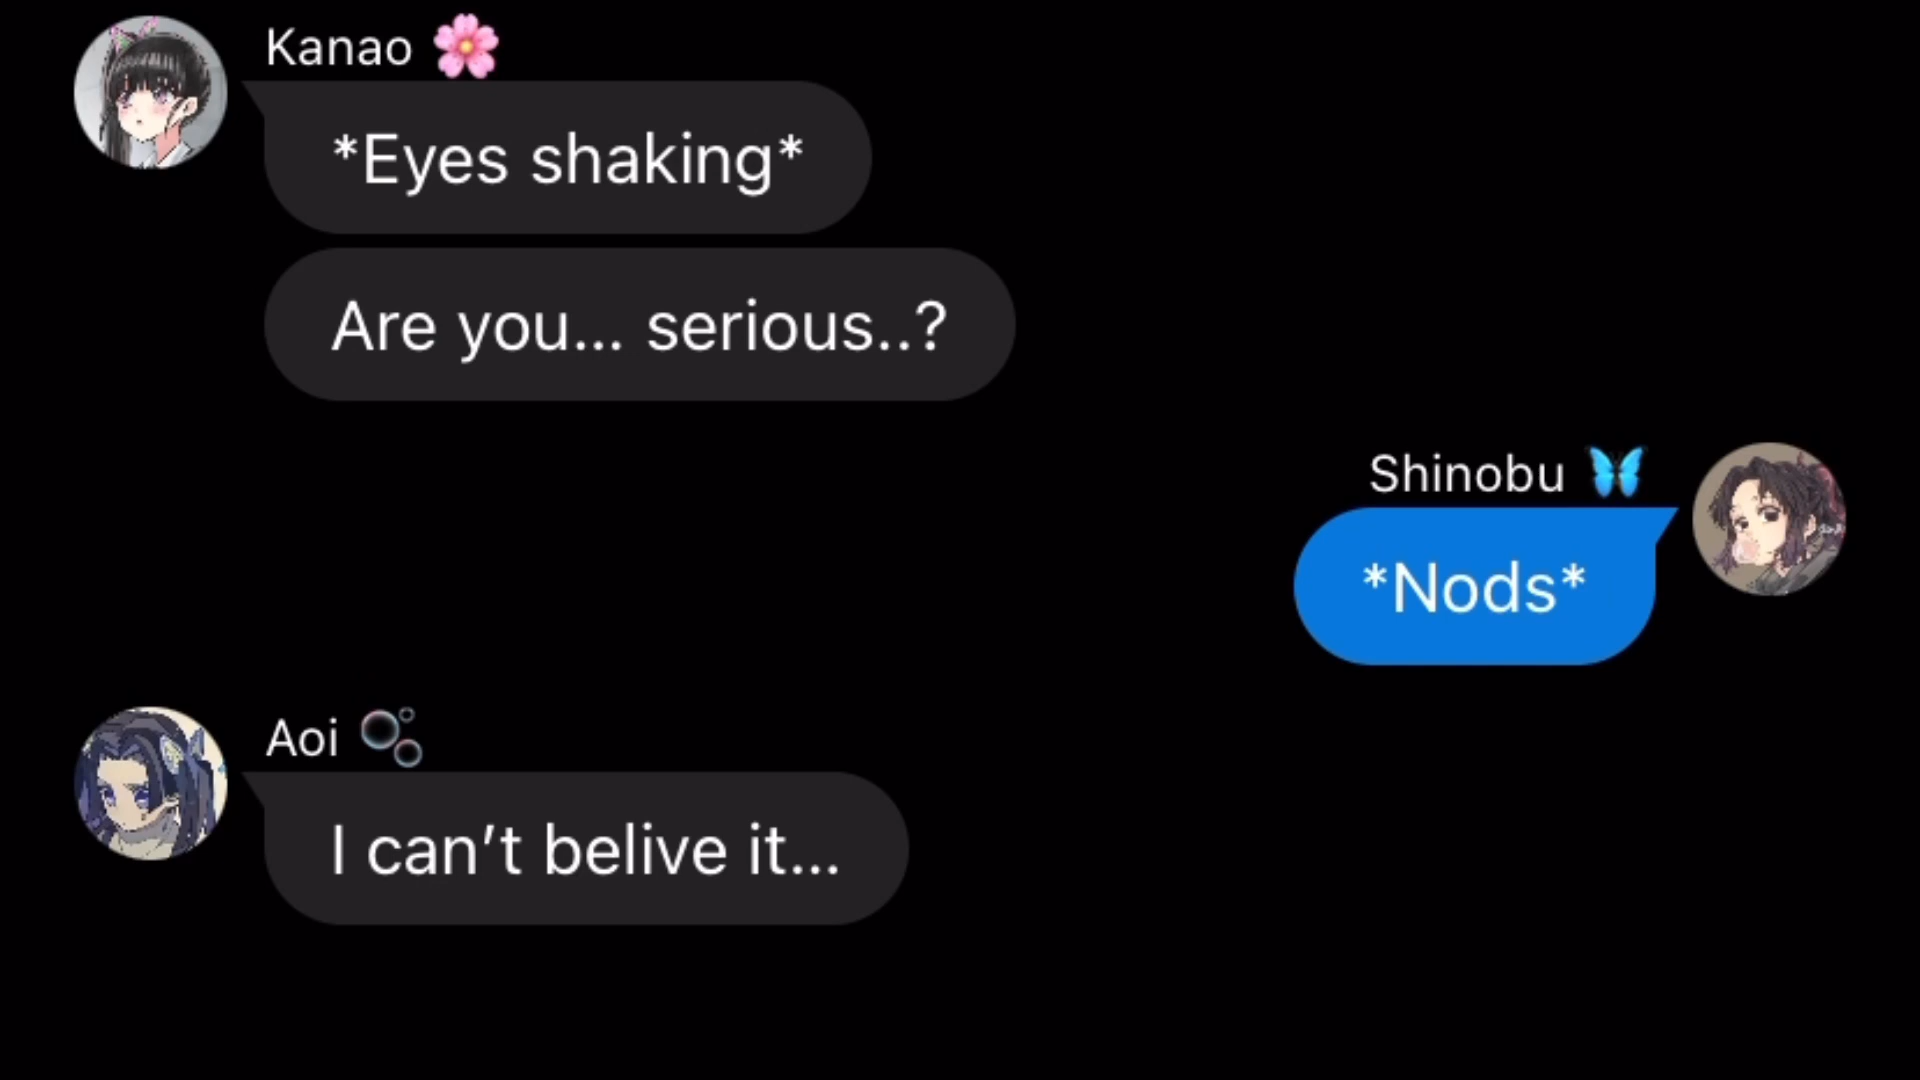 Kanao 🌸
*Eyes shaking*
Are you... serious..?
Shinobu 🦋
*Nods*
Aoi 🫧
I can’t belive it...